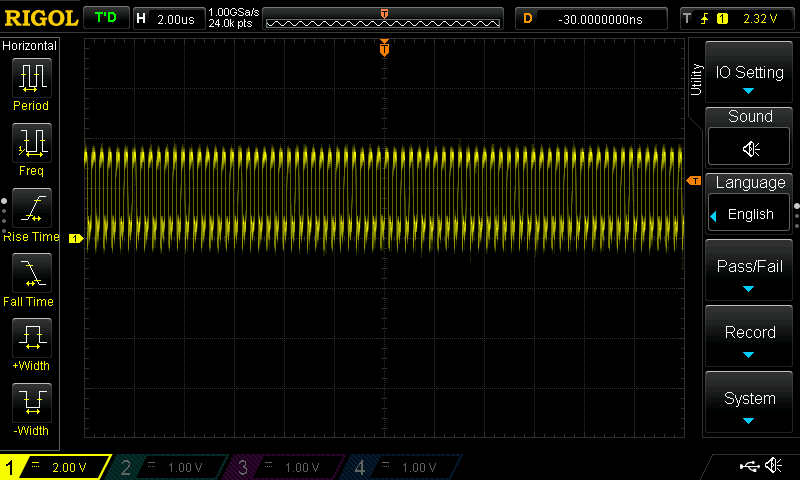 RIGOL T'D H 2.00us 1.00GSa/s 24.0k pts T D -30.0000000ns T 1 2.32 V
Horizontal
Period
Freq
Rise Time
Fall Time
+Width
-Width
T
T
1
Utility
IO Setting
Sound
Language
English
Pass/Fail
Record
System
1 2.00 V 2 1.00 V 3 1.00 V 4 1.00 V